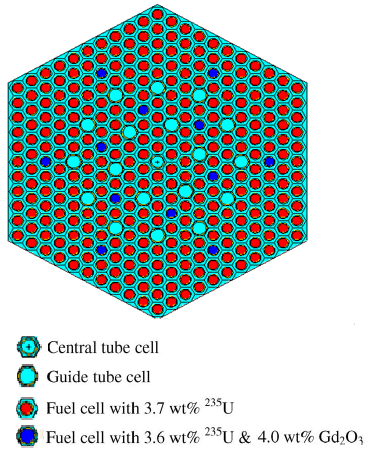 Central tube cell
Guide tube cell
Fuel cell with 3.7 wt% ²³⁵U
Fuel cell with 3.6 wt% ²³⁵U & 4.0 wt% Gd₂O₃